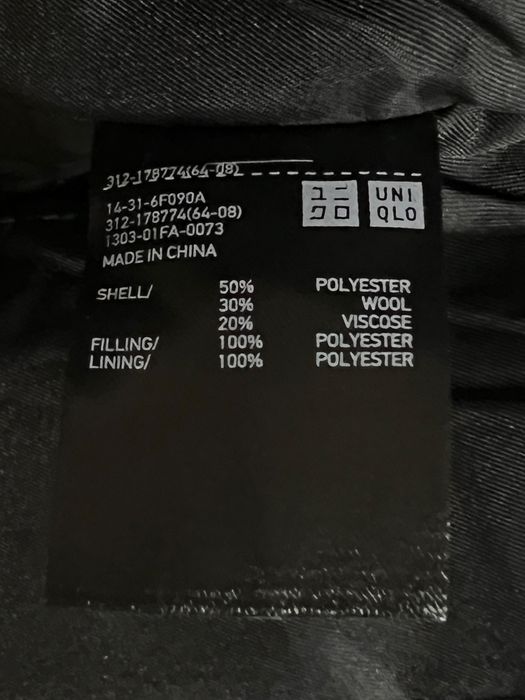 312-178774(64-08)
14-31-6F090A
312-178774(64-08)
1303-01FA-0073
MADE IN CHINA
ユニ
クロ
UNI
QLO
SHELL/ 50% POLYESTER
30% WOOL
20% VISCOSE
FILLING/ 100% POLYESTER
LINING/ 100% POLYESTER